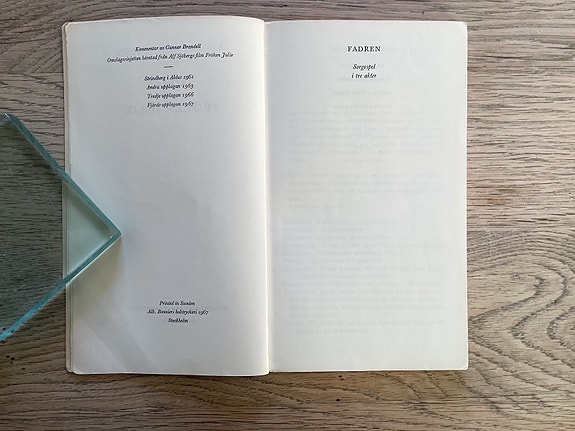 Kommentar av Gunnar Brandell
Omslagsvinjetten hämtad från Alf Sjöbergs film Fröken Julie
Strindberg i Aldus 1961
Andra upplagan 1963
Tredje upplagan 1966
Fjärde upplagan 1967
Printed in Sweden
Alb. Bonniers boktryckeri 1967
Stockholm
FADREN
Sorgespel
i tre akter